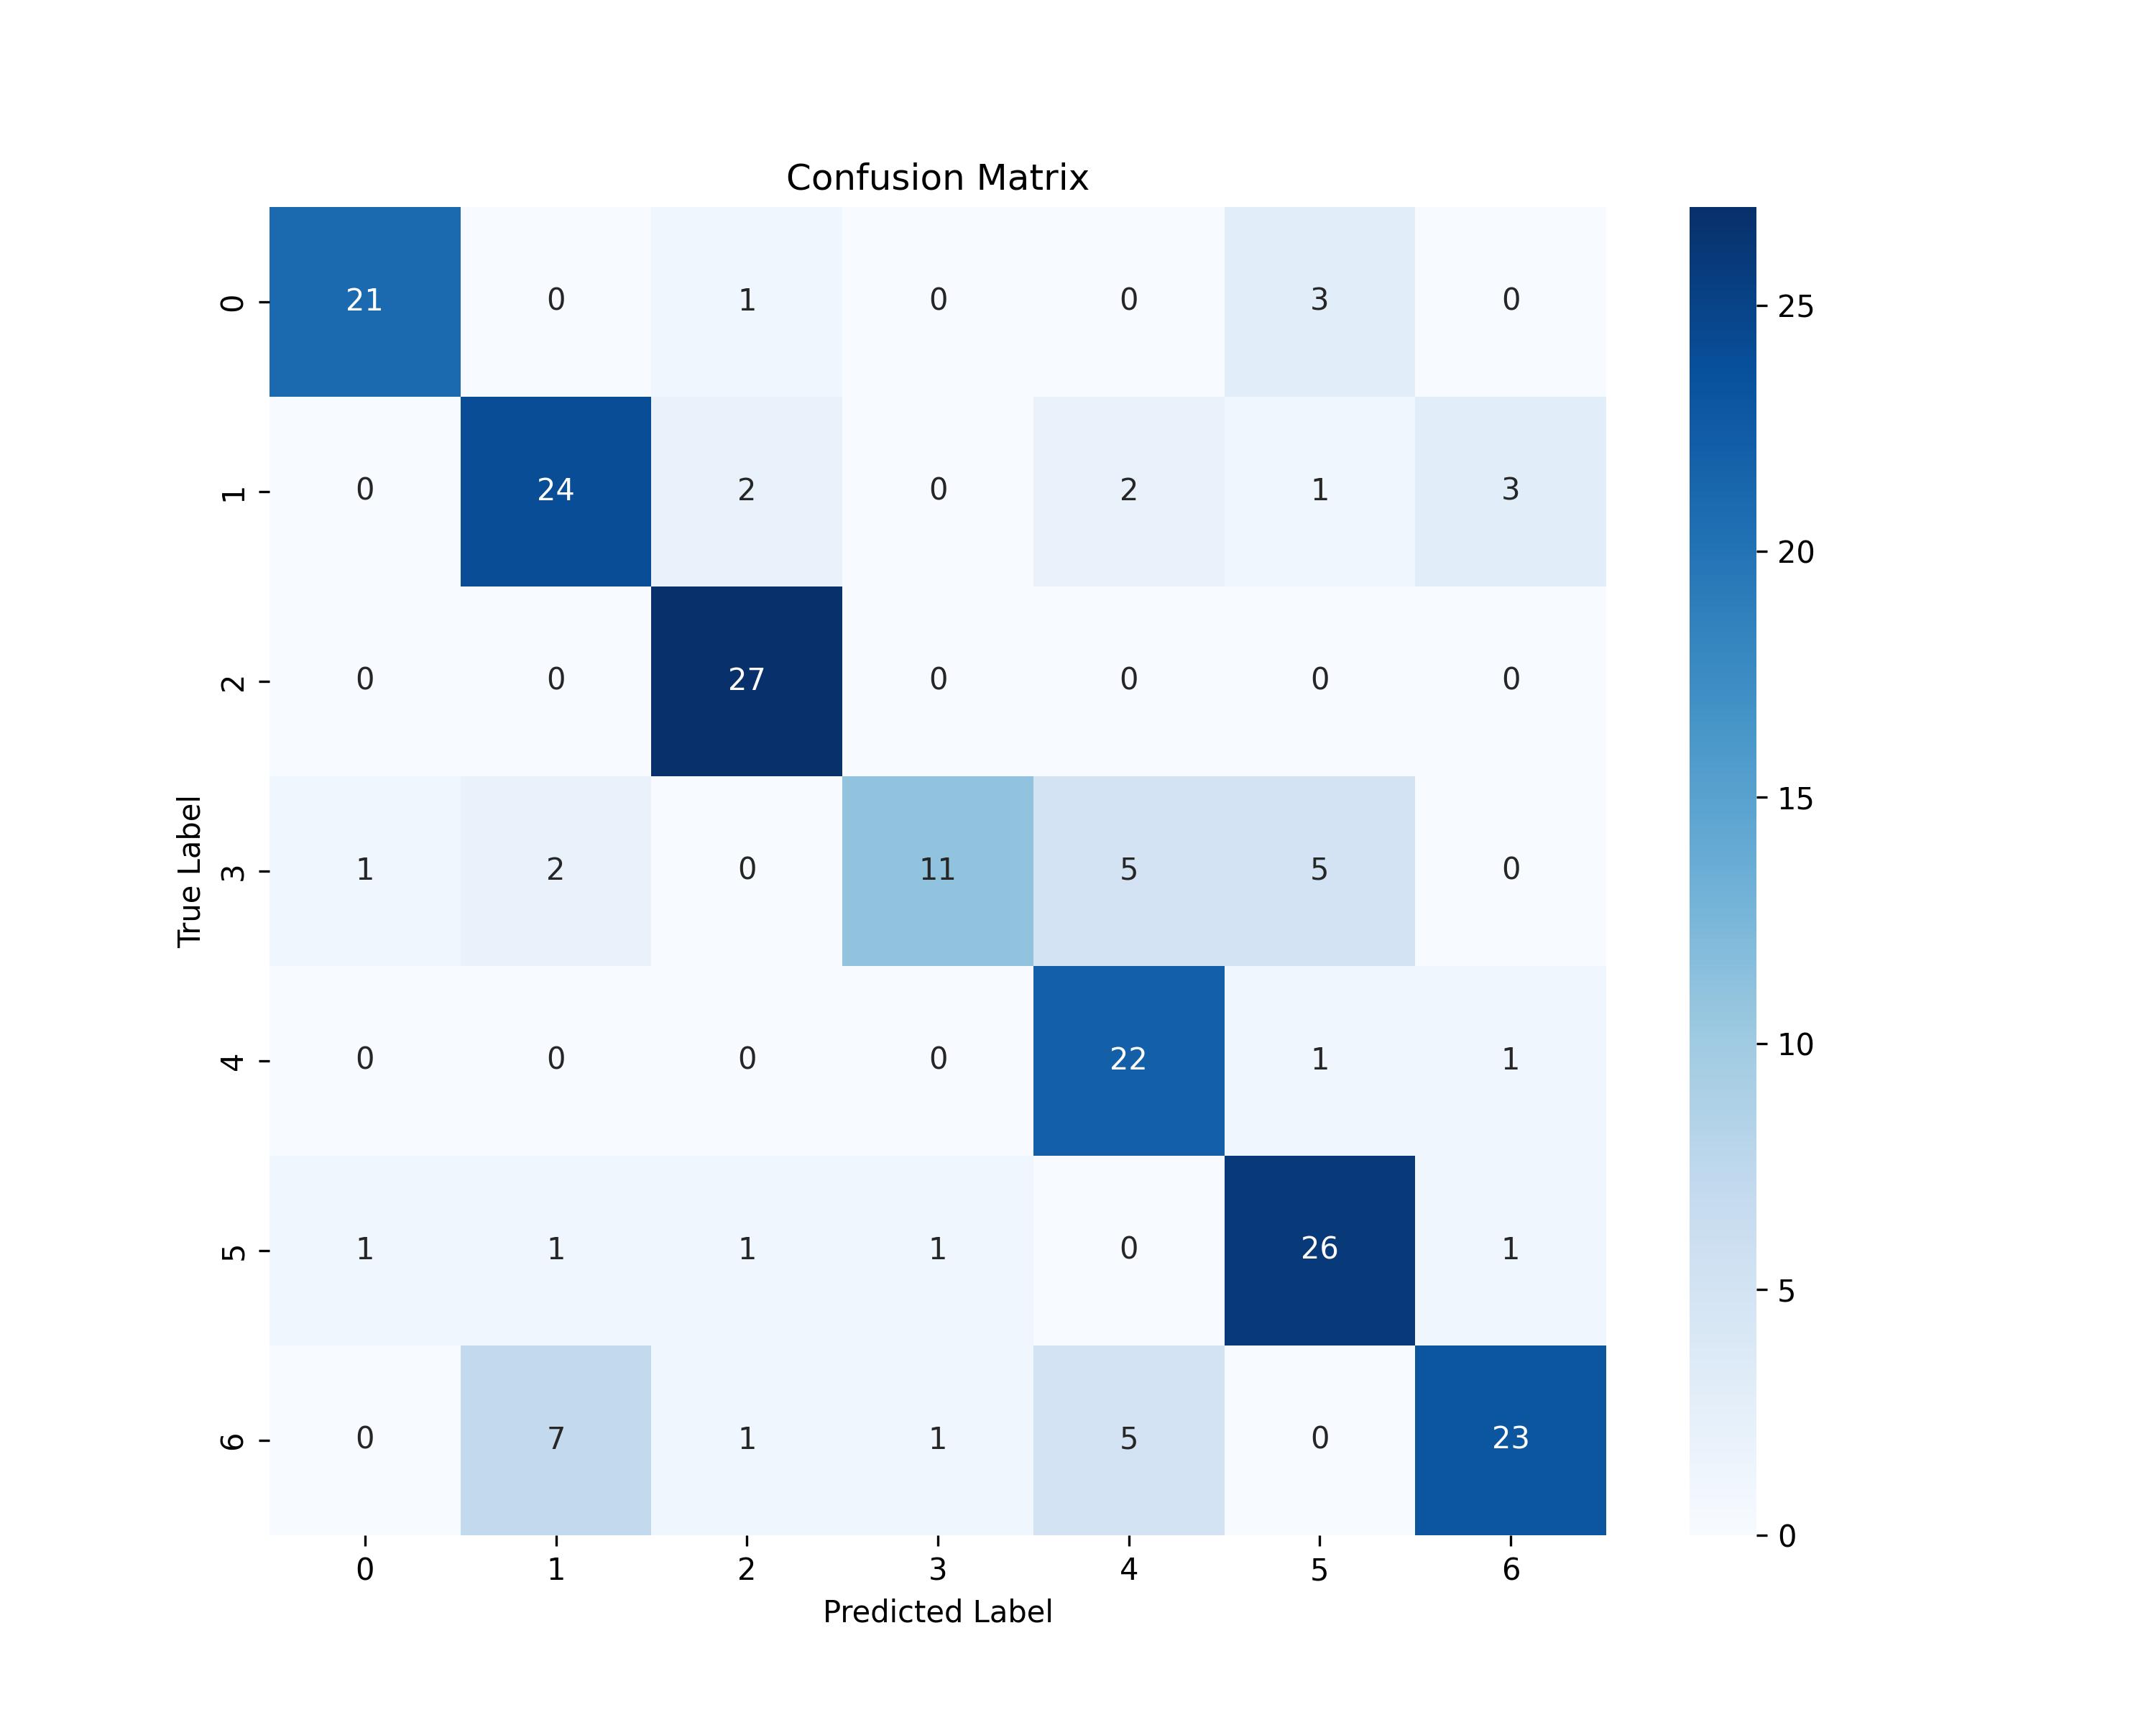 Confusion Matrix
True Label
0 21 0 1 0 0 3 0
1 0 24 2 0 2 1 3
2 0 0 27 0 0 0 0
3 1 2 0 11 5 5 0
4 0 0 0 0 22 1 1
5 1 1 1 1 0 26 1
6 0 7 1 1 5 0 23
0 1 2 3 4 5 6
Predicted Label
25
20
15
10
5
0